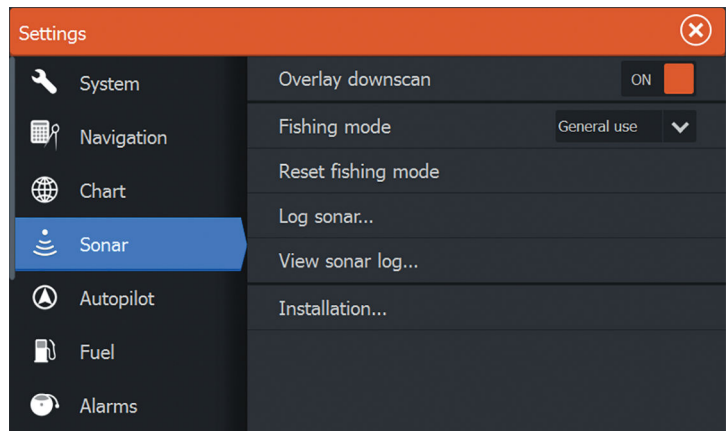 Settings
System
Navigation
Chart
Sonar
Autopilot
Fuel
Alarms
Overlay downscan
ON
Fishing mode
General use
Reset fishing mode
Log sonar...
View sonar log...
Installation...